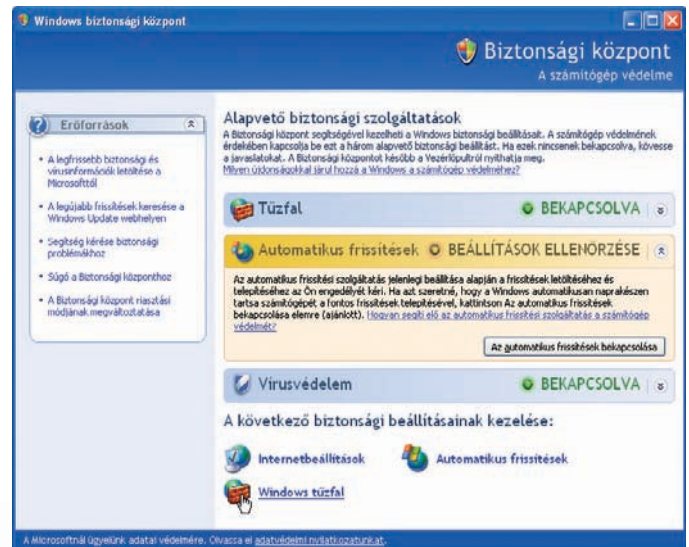 Windows biztonsági központ
Biztonsági központ
A számítógép védelme
Erőforrások
• A legfrissebb biztonsági és
vírusinformációk letöltése a
Microsofttól
• A legújabb frissítések keresése a
Windows Update webhelyen
• Segítség kérése biztonsági
problémákhoz
• Súgó a Biztonsági központhoz
• A Biztonsági központ riasztási
módjának megváltoztatása
Alapvető biztonsági szolgáltatások
A Biztonsági központ segítségével kezelheti a Windows biztonsági beállításait. A számítógép védelmének
érdekében kapcsolja be ezt a három alapvető biztonsági beállítást. Ha ezek nincsenek bekapcsolva, kövesse
a javaslatokat. A Biztonsági központot később a Vezérlőpultról nyithatja meg.
Milyen újdonságokkal járul hozzá a Windows a számítógép védelméhez?
Tűzfal
BEKAPCSOLVA
Automatikus frissítések
BEÁLLÍTÁSOK ELLENŐRZÉSE
Az automatikus frissítési szolgáltatás jelenlegi beállítása alapján a frissítések letöltéséhez és
telepítéséhez az Ön engedélyét kéri. Ha azt szeretné, hogy a Windows automatikusan naprakészen
tartsa számítógépét a fontos frissítések telepítésével, kattintson Az automatikus frissítések
bekapcsolása elemre (ajánlott). Hogyan segíti elő az automatikus frissítési szolgáltatás a számítógép
védelmét?
Az automatikus frissítések bekapcsolása
Vírusvédelem
BEKAPCSOLVA
A következő biztonsági beállításainak kezelése:
Internetbeállítások
Automatikus frissítések
Windows tűzfal
A Microsoftnál ügyelünk adatai védelmére. Olvassa el adatvédelmi nyilatkozatunkat.